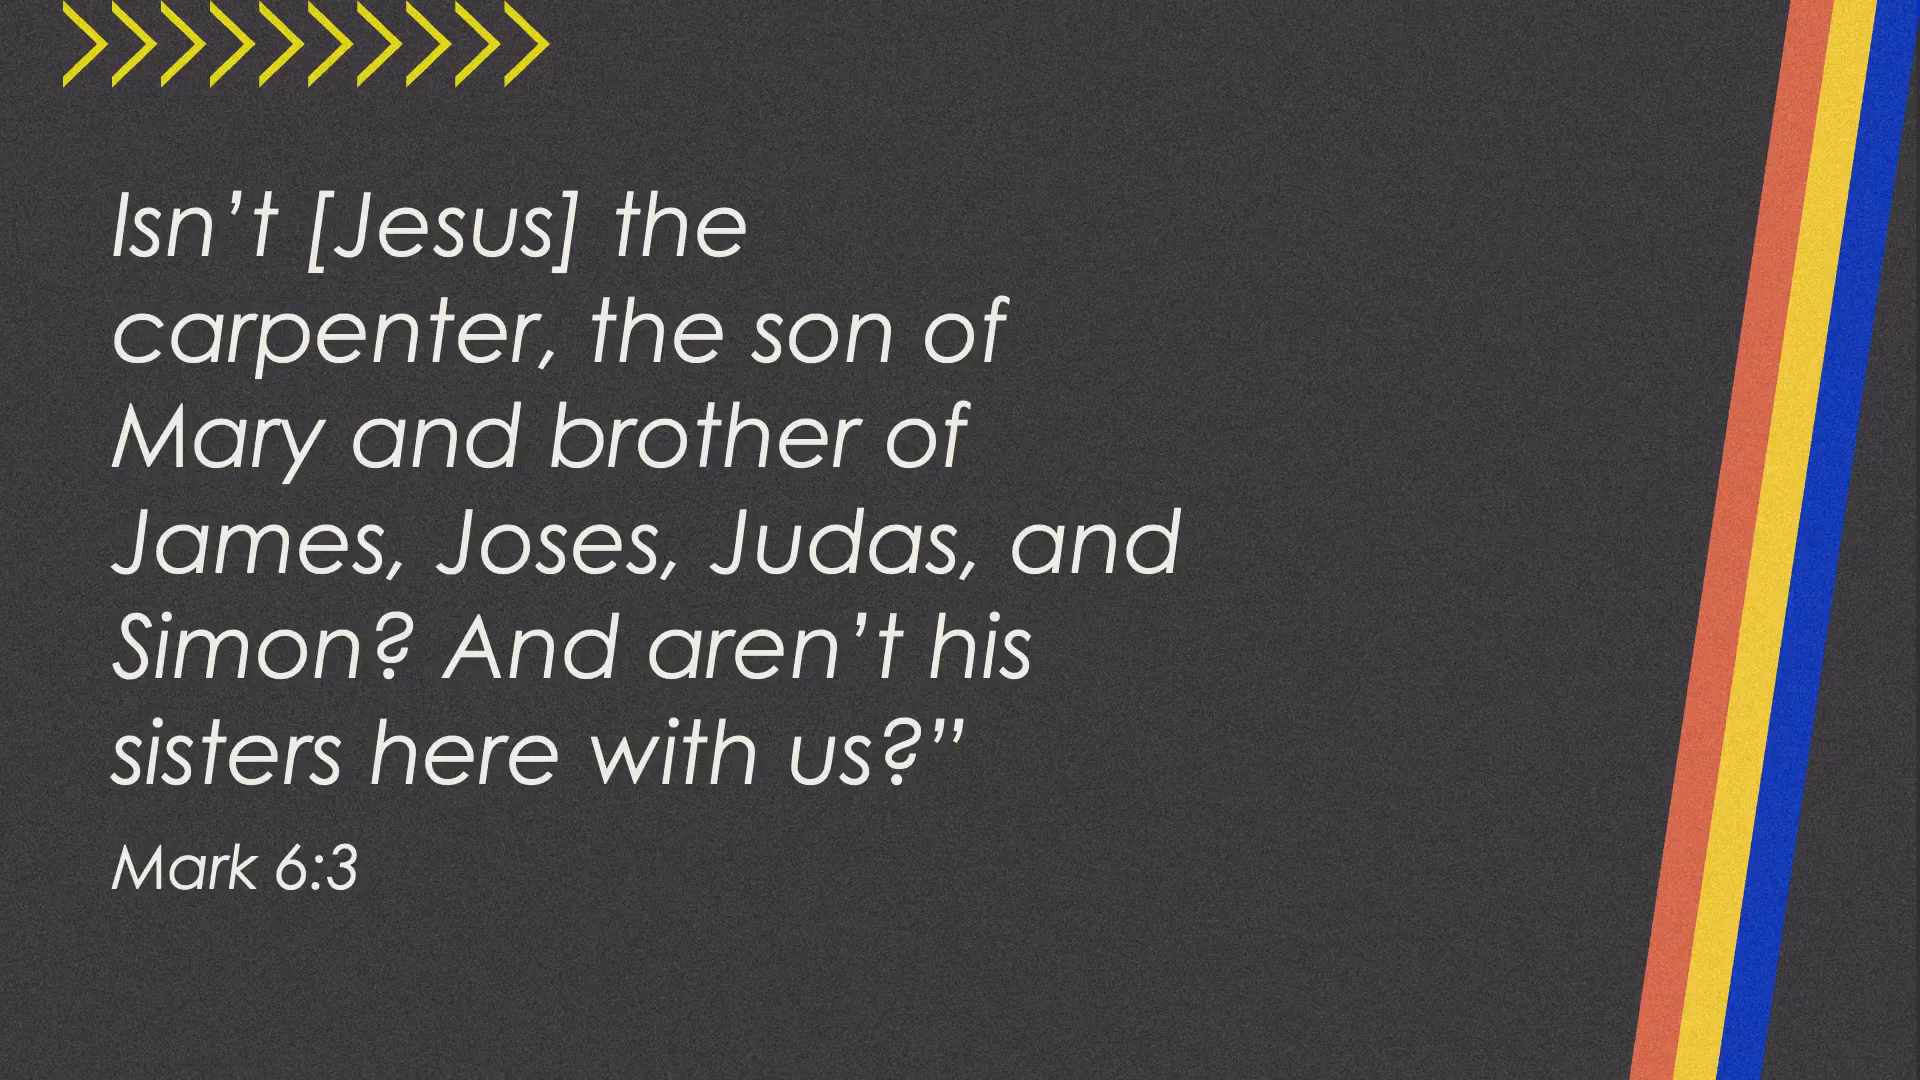 Isn’t [Jesus] the
carpenter, the son of
Mary and brother of
James, Joses, Judas, and
Simon? And aren’t his
sisters here with us?”
Mark 6:3